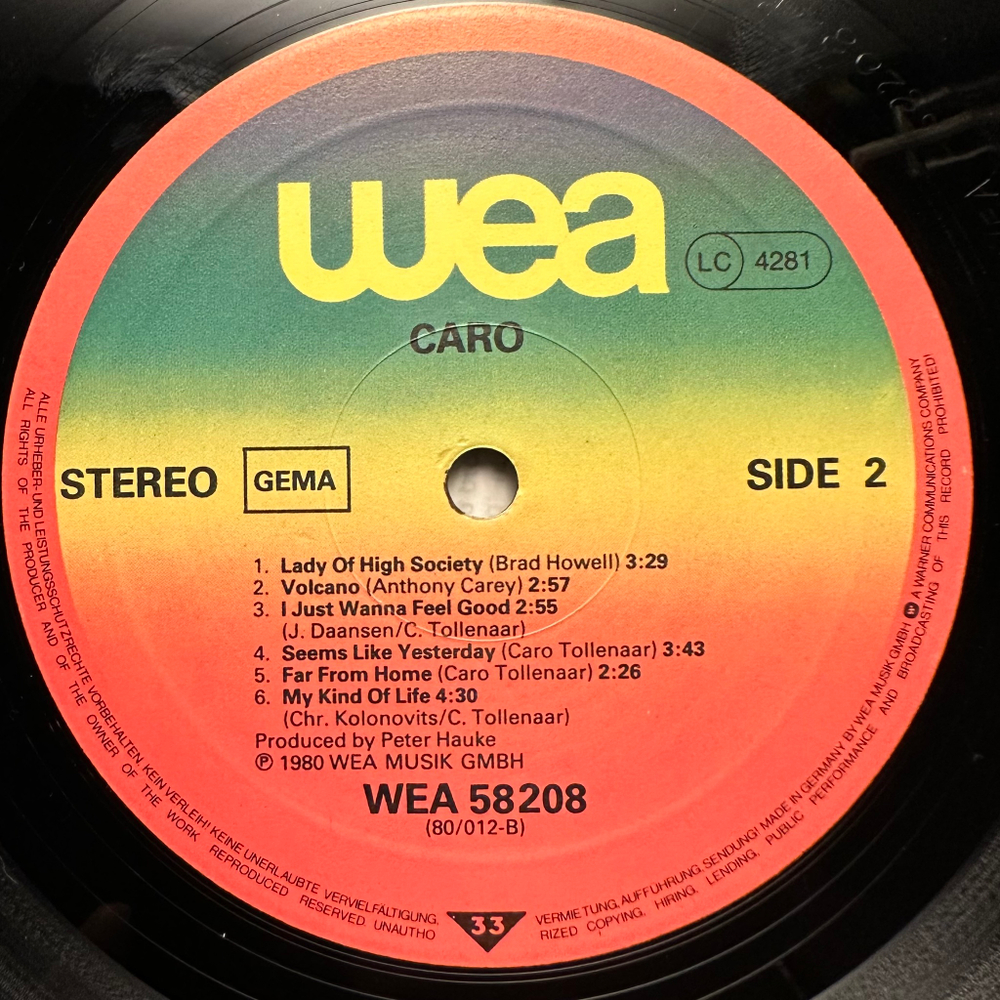 wea
LC 4281
CARO
STEREO GEMA SIDE 2
1. Lady Of High Society (Brad Howell) 3:29
2. Volcano (Anthony Carey) 2:57
3. I Just Wanna Feel Good 2:55
(J. Daansen/C. Tollenaar)
4. Seems Like Yesterday (Caro Tollenaar) 3:43
5. Far From Home (Caro Tollenaar) 2:26
6. My Kind Of Life 4:30
(Chr. Kolonovits/C. Tollenaar)
Produced by Peter Hauke
℗ 1980 WEA MUSIK GMBH
WEA 58208
(80/012-B)
33
ALLE URHEBER- UND LEISTUNGSSCHUTZRECHTE VORBEHALTEN. KEIN VERLEIH! KEINE UNERLAUBTE VERVIELFÄLTIGUNG, VERMIETUNG, AUFFÜHRUNG, SENDUNG! MADE IN GERMANY BY WEA MUSIK GMBH A WARNER COMMUNICATIONS COMPANY
ALL RIGHTS OF THE PRODUCER AND OF THE OWNER OF THE WORK REPRODUCED RESERVED. UNAUTHORIZED COPYING, HIRING, LENDING, PUBLIC PERFORMANCE AND BROADCASTING OF THIS RECORD PROHIBITED!